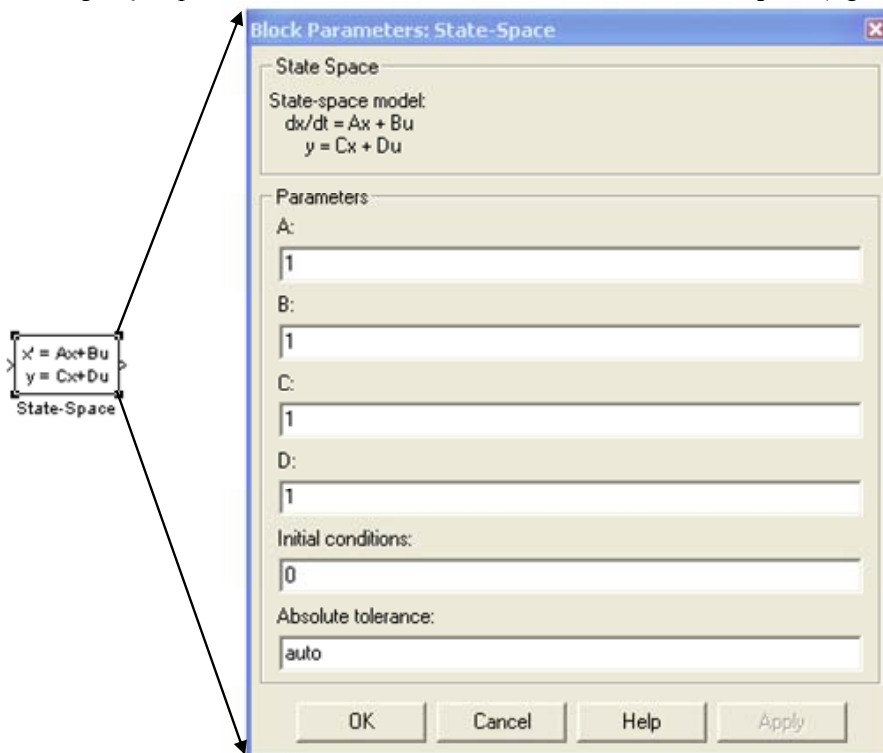 Block Parameters: State-Space
State Space
State-space model:
dx/dt = Ax + Bu
y = Cx + Du
Parameters
A:
1
B:
1
C:
1
D:
1
Initial conditions:
0
Absolute tolerance:
auto
OK Cancel Help Apply
x' = Ax+Bu
y = Cx+Du
State-Space